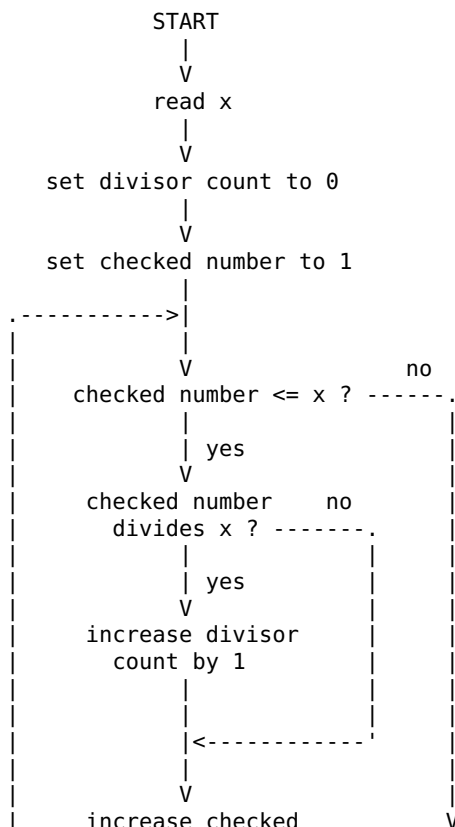 START
read x
set divisor count to 0
set checked number to 1
no
checked number <= x ?
yes
checked number no
divides x ?
yes
increase divisor
count by 1
increase checked